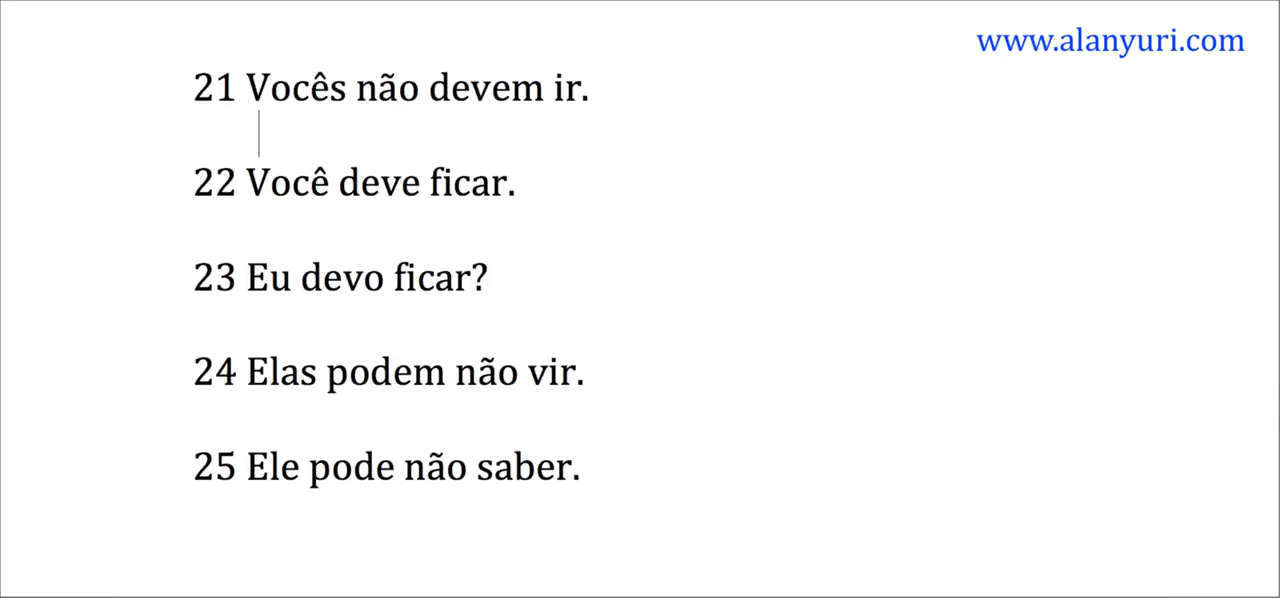 www.alanyuri.com
21 Vocês não devem ir.
22 Você deve ficar.
23 Eu devo ficar?
24 Elas podem não vir.
25 Ele pode não saber.